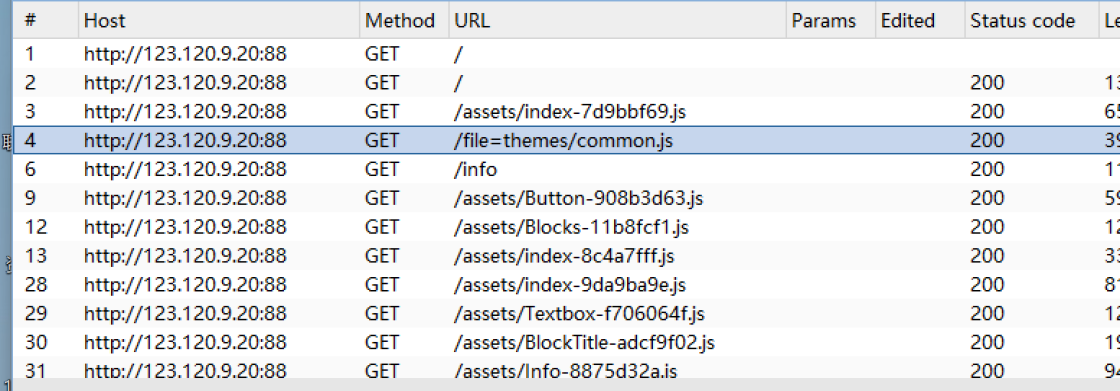 # Host Method URL Params Edited Status code Le
1 http://123.120.9.20:88 GET /
2 http://123.120.9.20:88 GET / 200 13
3 http://123.120.9.20:88 GET /assets/index-7d9bbf69.js 200 65
4 http://123.120.9.20:88 GET /file=themes/common.js 200 39
6 http://123.120.9.20:88 GET /info 200 11
9 http://123.120.9.20:88 GET /assets/Button-908b3d63.js 200 59
12 http://123.120.9.20:88 GET /assets/Blocks-11b8fcf1.js 200 12
13 http://123.120.9.20:88 GET /assets/index-8c4a7fff.js 200 33
28 http://123.120.9.20:88 GET /assets/index-9da9ba9e.js 200 81
29 http://123.120.9.20:88 GET /assets/Textbox-f706064f.js 200 12
30 http://123.120.9.20:88 GET /assets/BlockTitle-adcf9f02.js 200 19
31 http://123.120.9.20:88 GET /assets/Info-8875d32a.js 200 94